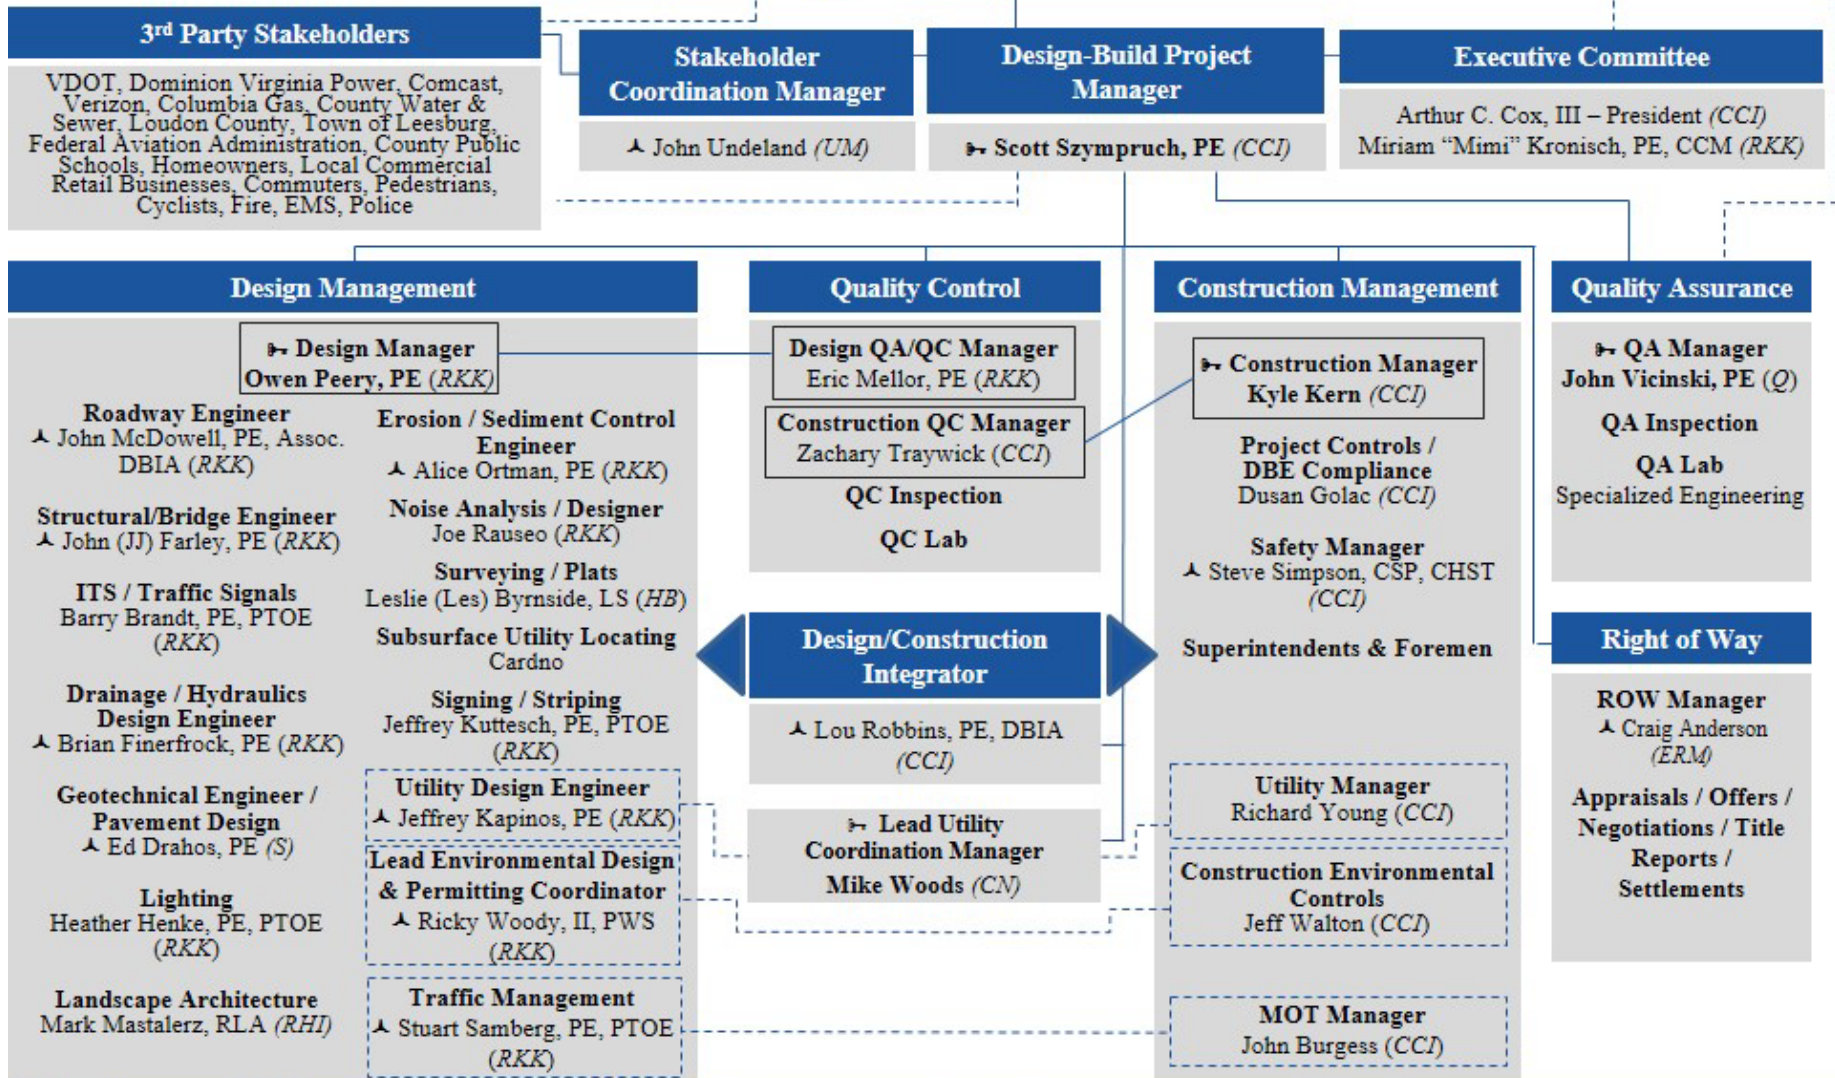 3rd Party Stakeholders
VDOT, Dominion Virginia Power, Comcast,
Verizon, Columbia Gas, County Water &
Sewer, Loudon County, Town of Leesburg,
Federal Aviation Administration, County Public
Schools, Homeowners, Local Commercial
Retail Businesses, Commuters, Pedestrians,
Cyclists, Fire, EMS, Police
Stakeholder
Coordination Manager
John Undeland (UM)
Design-Build Project
Manager
Scott Szympruch, PE (CCI)
Executive Committee
Arthur C. Cox, III – President (CCI)
Miriam “Mimi” Kronisch, PE, CCM (RKK)
Design Management
Design Manager
Owen Peery, PE (RKK)
Roadway Engineer
John McDowell, PE, Assoc.
DBIA (RKK)
Structural/Bridge Engineer
John (JJ) Farley, PE (RKK)
ITS / Traffic Signals
Barry Brandt, PE, PTOE
(RKK)
Drainage / Hydraulics
Design Engineer
Brian Finerfrock, PE (RKK)
Geotechnical Engineer /
Pavement Design
Ed Drahos, PE (S)
Lighting
Heather Henke, PE, PTOE
(RKK)
Landscape Architecture
Mark Mastalerz, RLA (RHI)
Erosion / Sediment Control
Engineer
Alice Ortman, PE (RKK)
Noise Analysis / Designer
Joe Rauseo (RKK)
Surveying / Plats
Leslie (Les) Byrnside, LS (HB)
Subsurface Utility Locating
Cardno
Signing / Striping
Jeffrey Kuttesch, PE, PTOE
(RKK)
Utility Design Engineer
Jeffrey Kapinos, PE (RKK)
Lead Environmental Design
& Permitting Coordinator
Ricky Woody, II, PWS
(RKK)
Traffic Management
Stuart Samberg, PE, PTOE
(RKK)
Quality Control
Design QA/QC Manager
Eric Mellor, PE (RKK)
Construction QC Manager
Zachary Traywick (CCI)
QC Inspection
QC Lab
Design/Construction
Integrator
Lou Robbins, PE, DBIA
(CCI)
Lead Utility
Coordination Manager
Mike Woods (CN)
Construction Management
Construction Manager
Kyle Kern (CCI)
Project Controls /
DBE Compliance
Dusan Golac (CCI)
Safety Manager
Steve Simpson, CSP, CHST
(CCI)
Superintendents & Foremen
Utility Manager
Richard Young (CCI)
Construction Environmental
Controls
Jeff Walton (CCI)
MOT Manager
John Burgess (CCI)
Quality Assurance
QA Manager
John Vicinski, PE (Q)
QA Inspection
QA Lab
Specialized Engineering
Right of Way
ROW Manager
Craig Anderson
(ERM)
Appraisals / Offers /
Negotiations / Title
Reports /
Settlements